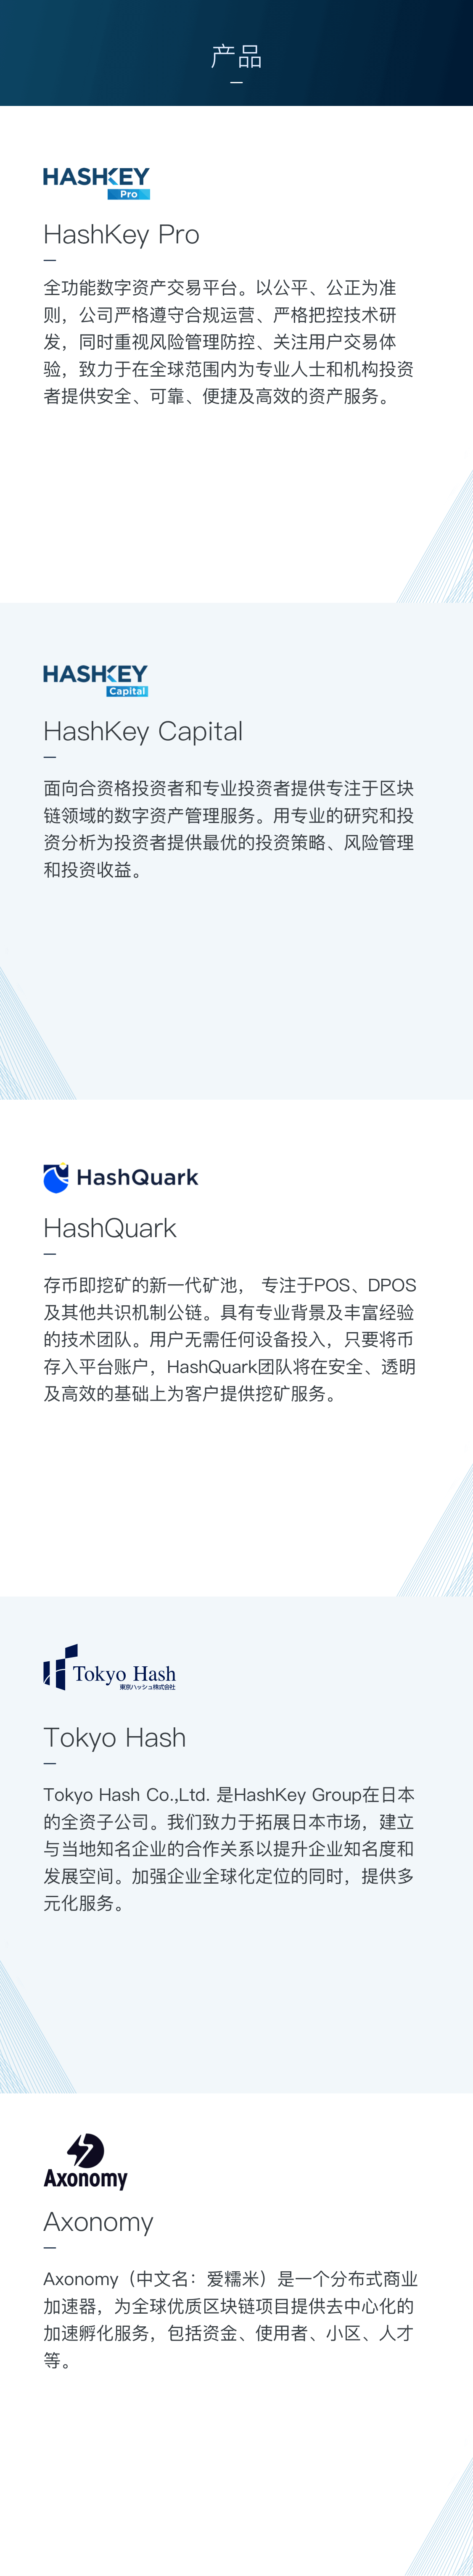 产品
HASHKEY
Pro
HashKey Pro
全功能数字资产交易平台。以公平、公正为准
则，公司严格遵守合规运营、严格把控技术研
发，同时重视风险管理防控、关注用户交易体
验，致力于在全球范围内为专业人士和机构投资
者提供安全、可靠、便捷及高效的资产服务。
HASHKEY
Capital
HashKey Capital
面向合资格投资者和专业投资者提供专注于区块
链领域的数字资产管理服务。用专业的研究和投
资分析为投资者提供最优的投资策略、风险管理
和投资收益。
HashQuark
HashQuark
存币即挖矿的新一代矿池， 专注于POS、DPOS
及其他共识机制公链。具有专业背景及丰富经验
的技术团队。用户无需任何设备投入，只要将币
存入平台账户，HashQuark团队将在安全、透明
及高效的基础上为客户提供挖矿服务。
Tokyo Hash
東京ハッシュ株式会社
Tokyo Hash
Tokyo Hash Co.,Ltd. 是HashKey Group在日本
的全资子公司。我们致力于拓展日本市场，建立
与当地知名企业的合作关系以提升企业知名度和
发展空间。加强企业全球化定位的同时，提供多
元化服务。
Axonomy
Axonomy
Axonomy（中文名：爱糯米）是一个分布式商业
加速器，为全球优质区块链项目提供去中心化的
加速孵化服务，包括资金、使用者、小区、人才
等。